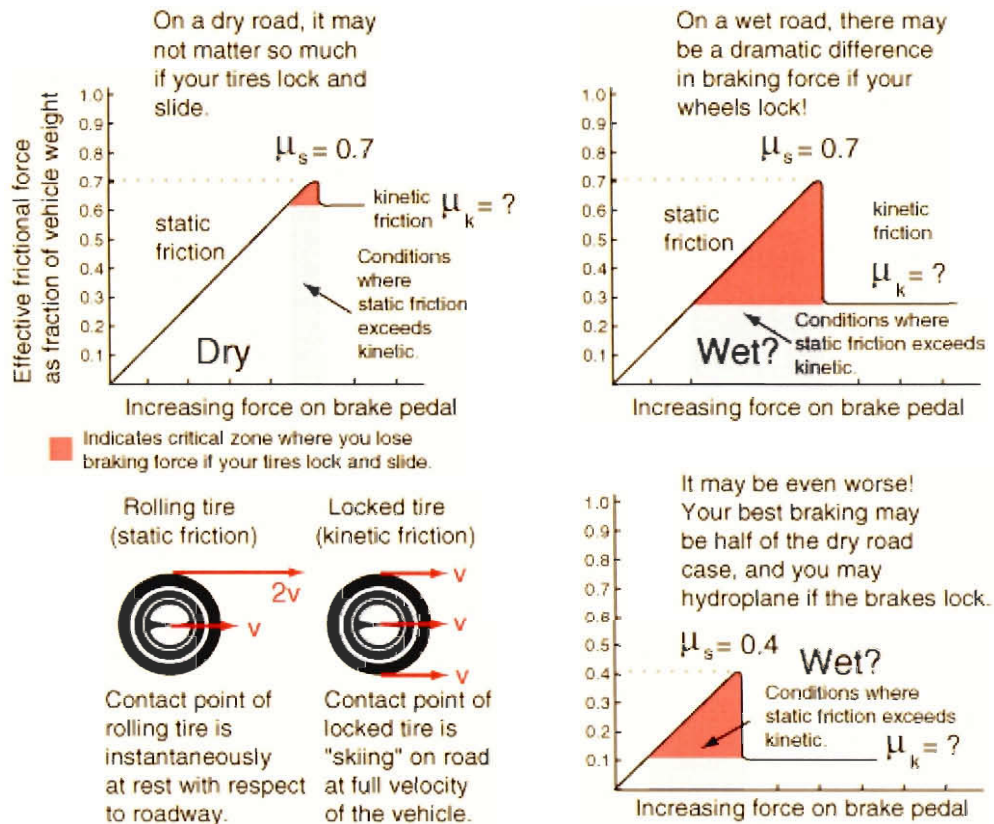 On a dry road, it may
not matter so much
if your tires lock and
slide.
Effective frictional force
as fraction of vehicle weight
1.0
0.9
0.8
0.7
0.6
0.5
0.4
0.3
0.2
0.1
μs = 0.7
static
friction
kinetic
friction
μk = ?
Conditions
where
static friction
exceeds
kinetic.
Dry
Increasing force on brake pedal
Indicates critical zone where you lose
braking force if your tires lock and slide.
On a wet road, there may
be a dramatic difference
in braking force if your
wheels lock!
1.0
0.9
0.8
0.7
0.6
0.5
0.4
0.3
0.2
0.1
μs = 0.7
static
friction
kinetic
friction
μk = ?
Conditions where
static friction exceeds
kinetic.
Wet?
Increasing force on brake pedal
Rolling tire
(static friction)
2v
v
Contact point of
rolling tire is
instantaneously
at rest with respect
to roadway.
Locked tire
(kinetic friction)
v
v
v
Contact point of
locked tire is
"skiing" on road
at full velocity
of the vehicle.
It may be even worse!
Your best braking may
be half of the dry road
case, and you may
hydroplane if the brakes lock.
1.0
0.9
0.8
0.7
0.6
0.5
0.4
0.3
0.2
0.1
μs = 0.4
Wet?
Conditions where
static friction exceeds
kinetic.
μk = ?
Increasing force on brake pedal